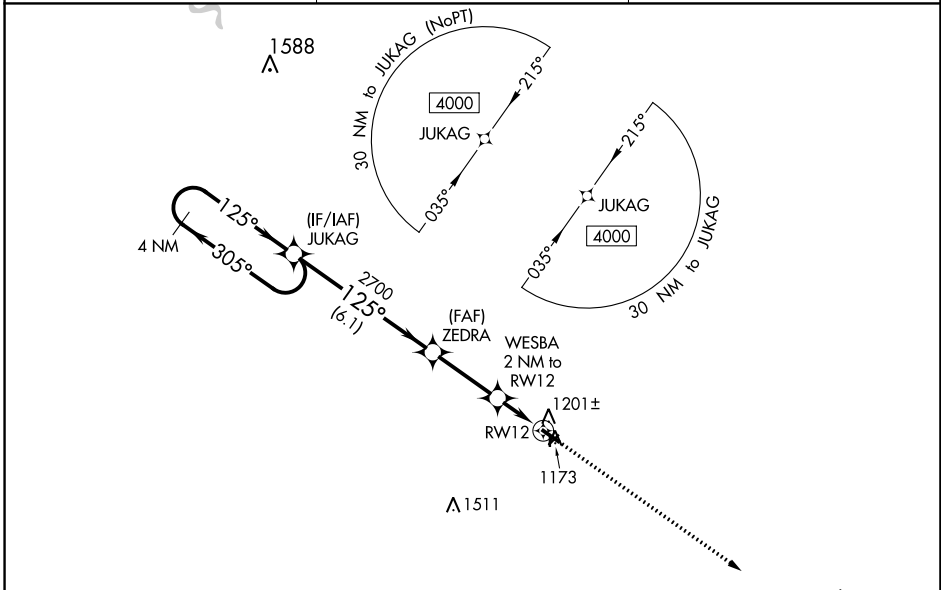 1588
30 NM to JUKAG (NoPT)
4000
JUKAG
215°
035°
215°
JUKAG
4000
035°
30 NM to JUKAG
125°
(IF/IAF)
JUKAG
4 NM
305°
2700
125°
(6.1)
(FAF)
ZEDRA
WESBA
2 NM to
RW12
1201±
RW12
1173
1511